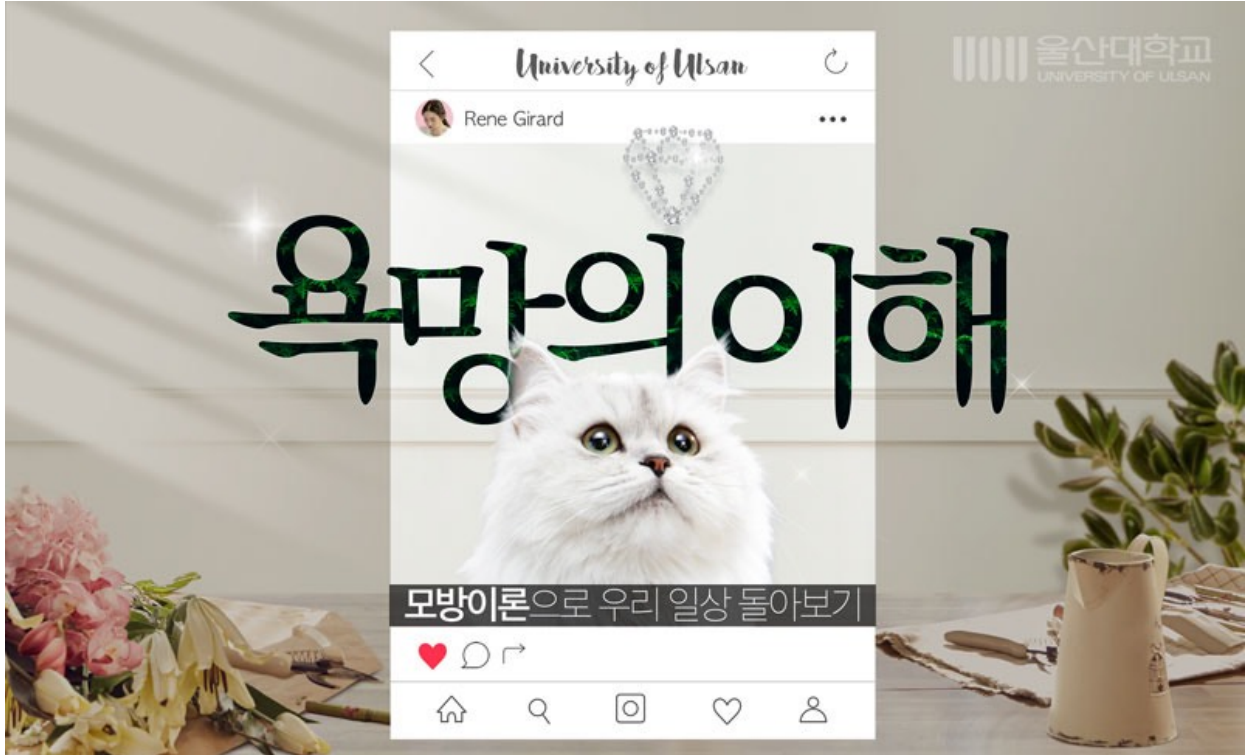 University of Ulsan
울산대학교
UNIVERSITY OF ULSAN
Rene Girard
욕망의 이해
모방이론으로 우리 일상 돌아보기